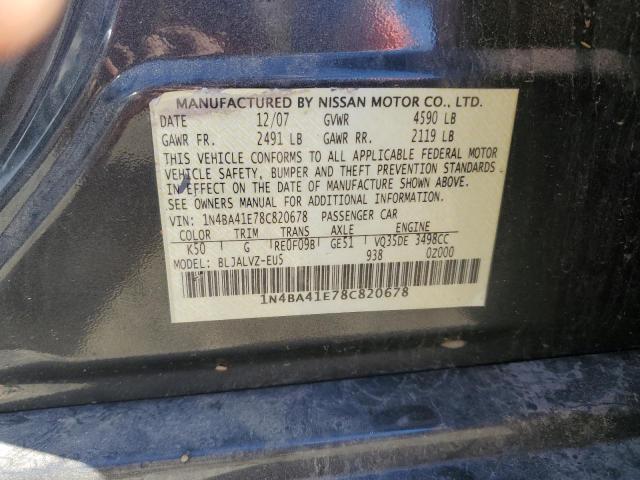 MANUFACTURED BY NISSAN MOTOR CO., LTD.
DATE 12/07 GVWR 4590 LB
GAWR FR. 2491 LB GAWR RR. 2119 LB
THIS VEHICLE CONFORMS TO ALL APPLICABLE FEDERAL MOTOR
VEHICLE SAFETY, BUMPER AND THEFT PREVENTION STANDARDS
IN EFFECT ON THE DATE OF MANUFACTURE SHOWN ABOVE.
SEE OWNERS MANUAL FOR ADDITIONAL INFORMATION.
VIN: 1N4BA41E78C820678 PASSENGER CAR
COLOR TRIM TRANS AXLE ENGINE
K50 G RE0F09B GE51 VQ35DE 3498CC
MODEL: BLJALVZ-EU5 938 0Z000
1N4BA41E78C820678